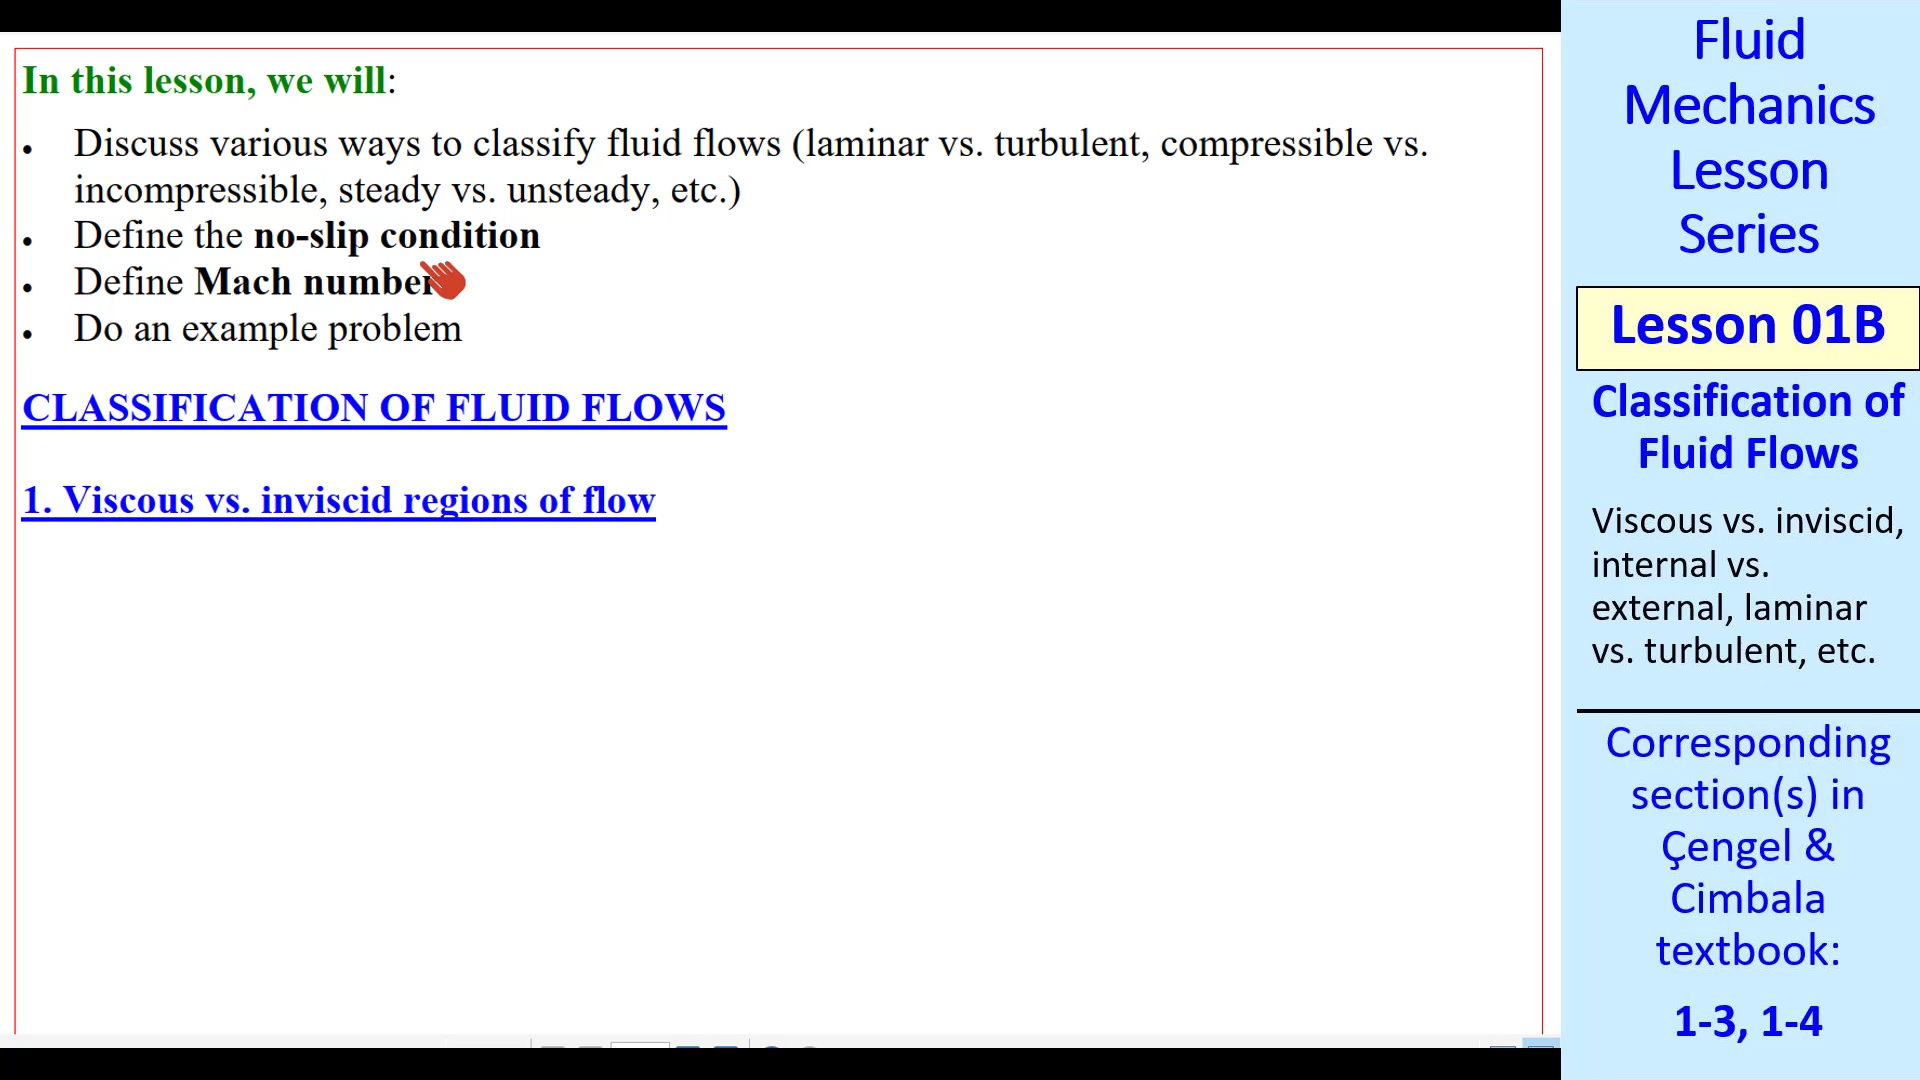 In this lesson, we will:
• Discuss various ways to classify fluid flows (laminar vs. turbulent, compressible vs.
incompressible, steady vs. unsteady, etc.)
• Define the no-slip condition
• Define Mach number
• Do an example problem
CLASSIFICATION OF FLUID FLOWS
1. Viscous vs. inviscid regions of flow
Fluid
Mechanics
Lesson
Series
Lesson 01B
Classification of
Fluid Flows
Viscous vs. inviscid,
internal vs.
external, laminar
vs. turbulent, etc.
Corresponding
section(s) in
Çengel &
Cimbala
textbook:
1-3, 1-4